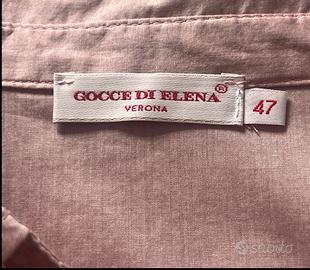 GOCCE DI ELENA®
VERONA
47
subito